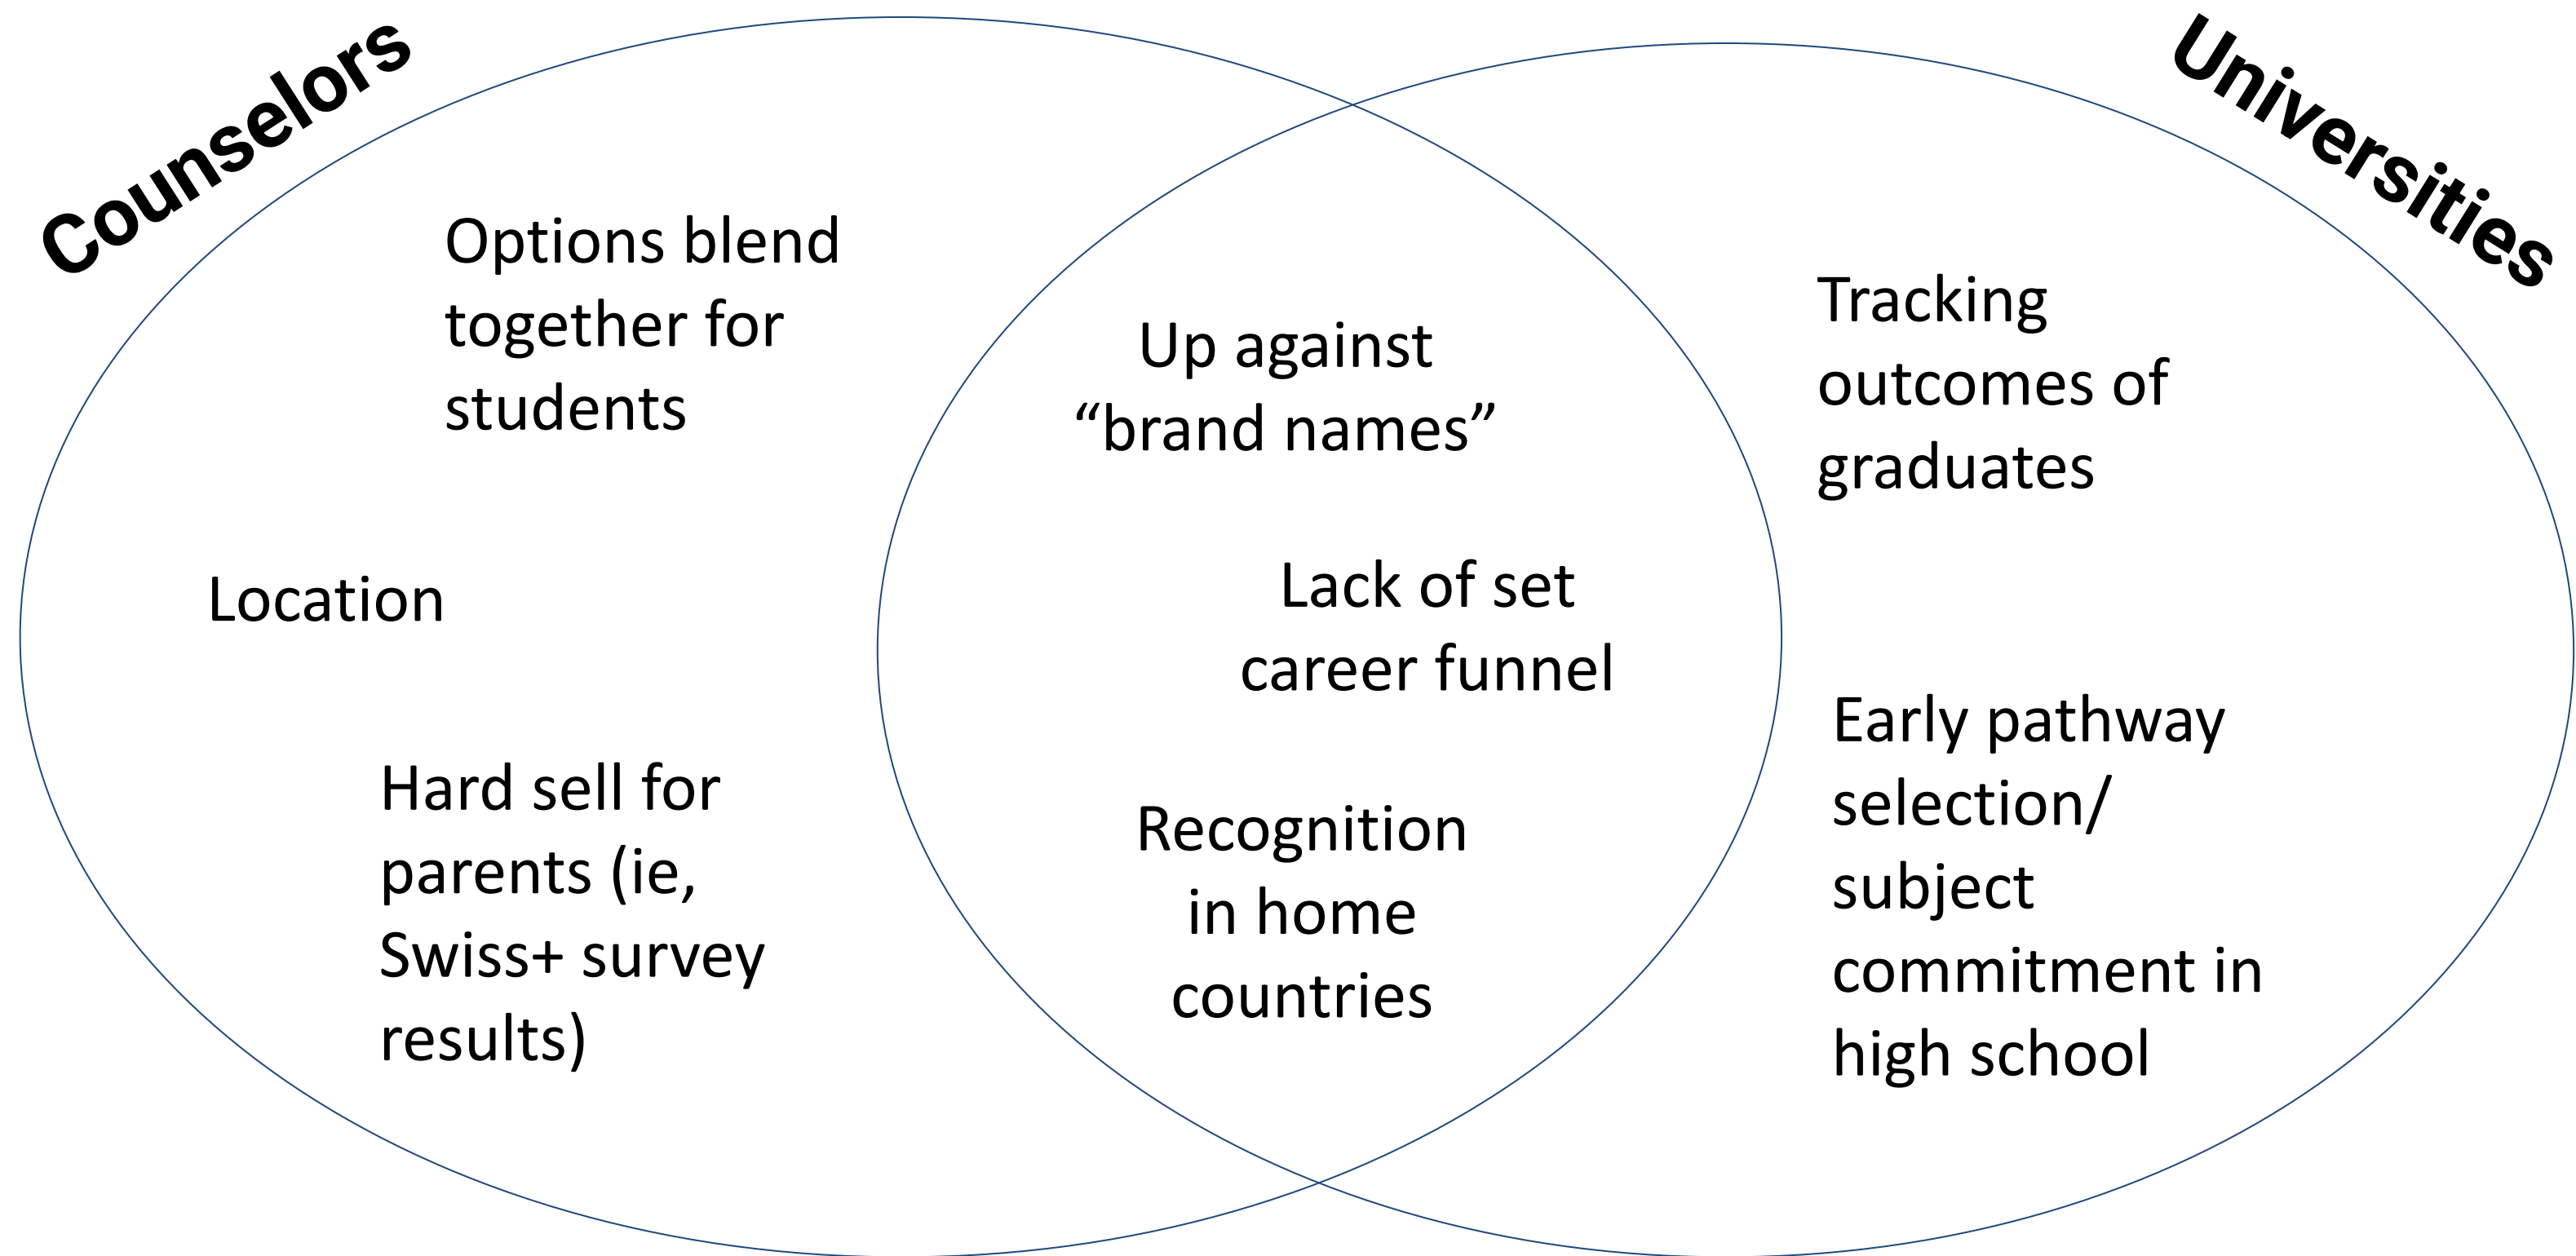 Counselors
Universities
Options blend
together for
students
Location
Hard sell for
parents (ie,
Swiss+ survey
results)
Up against
“brand names”
Lack of set
career funnel
Recognition
in home
countries
Tracking
outcomes of
graduates
Early pathway
selection/
subject
commitment in
high school